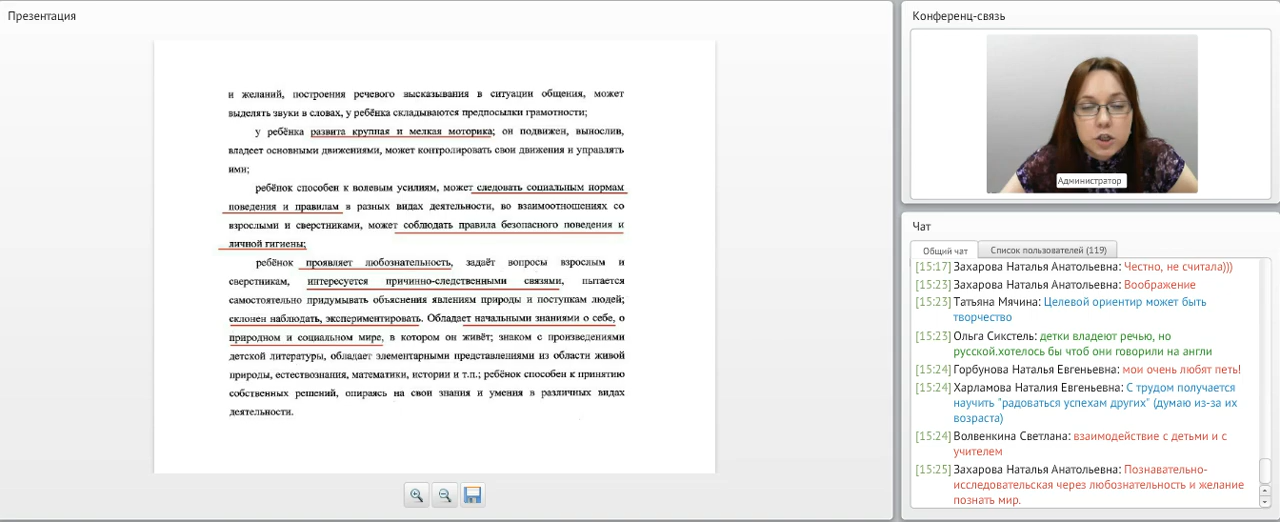 Презентация
и желаний, построения речевого высказывания в ситуации общения, может
выделять звуки в словах, у ребёнка складываются предпосылки грамотности;
у ребёнка развита крупная и мелкая моторика; он подвижен, вынослив,
владеет основными движениями, может контролировать свои движения и управлять
ими;
ребёнок способен к волевым усилиям, может следовать социальным нормам
поведения и правилам в разных видах деятельности, во взаимоотношениях со
взрослыми и сверстниками, может соблюдать правила безопасного поведения и
личной гигиены;
ребёнок проявляет любознательность, задаёт вопросы взрослым и
сверстникам, интересуется причинно-следственными связями, пытается
самостоятельно придумывать объяснения явлениям природы и поступкам людей;
склонен наблюдать, экспериментировать. Обладает начальными знаниями о себе, о
природном и социальном мире, в котором он живёт; знаком с произведениями
детской литературы, обладает элементарными представлениями из области живой
природы, естествознания, математики, истории и т.п.; ребёнок способен к принятию
собственных решений, опираясь на свои знания и умения в различных видах
деятельности.
Конференц-связь
Администратор
Чат
Общий чат
Список пользователей (119)
[15:17] Захарова Наталья Анатольевна: Честно, не считала)))
[15:23] Захарова Наталья Анатольевна: Воображение
[15:23] Татьяна Мячина: Целевой ориентир может быть
творчество
[15:23] Ольга Сикстель: детки владеют речью, но
русской.хотелось бы чтоб они говорили на англи
[15:24] Горбунова Наталья Евгеньевна: мои очень любят петь!
[15:24] Харламова Наталия Евгеньевна: С трудом получается
научить "радоваться успехам других" (думаю из-за их
возраста)
[15:24] Волвенкина Светлана: взаимодействие с детьми и с
учителем
[15:25] Захарова Наталья Анатольевна: Познавательно-
исследовательская через любознательность и желание
познать мир.